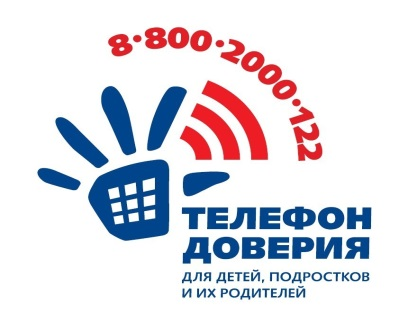 8·800·2000·122
ТЕЛЕФОН
ДОВЕРИЯ
ДЛЯ ДЕТЕЙ, ПОДРОСТКОВ
И ИХ РОДИТЕЛЕЙ